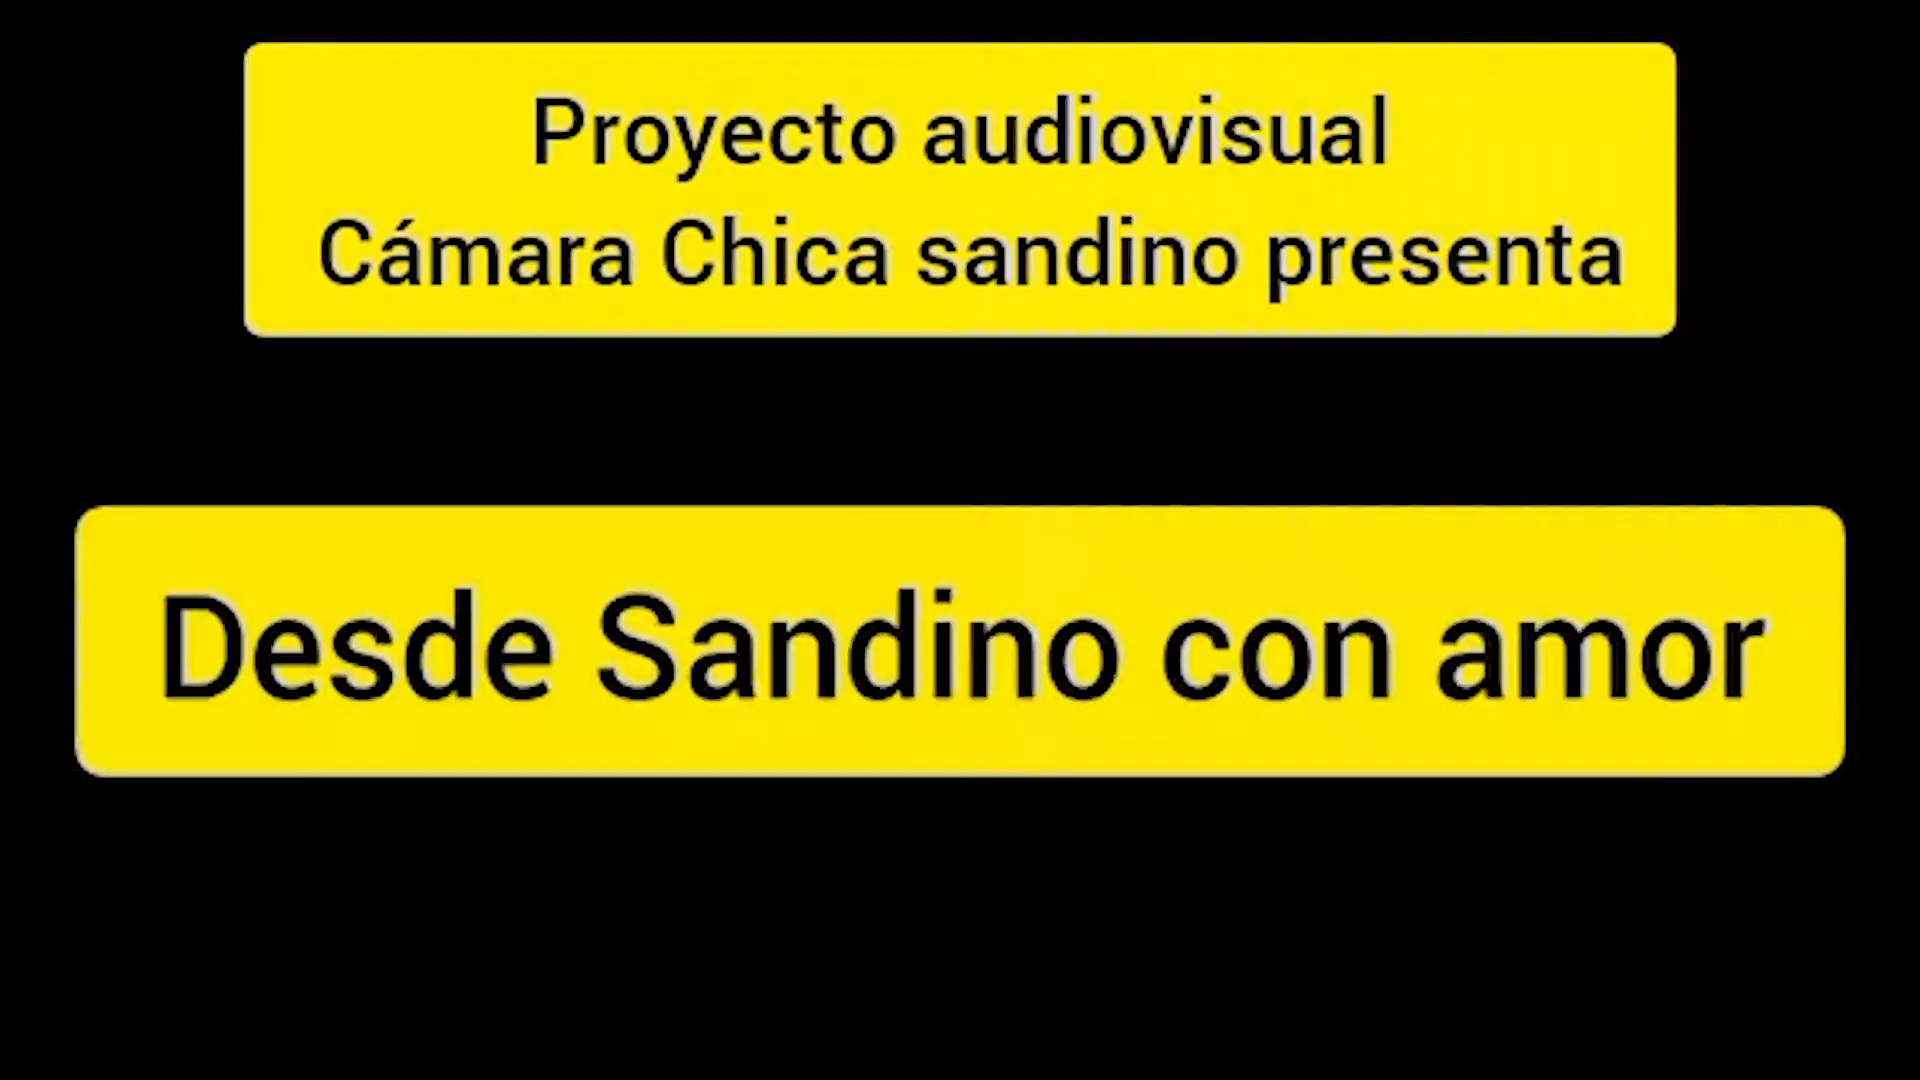 Proyecto audiovisual
Cámara Chica sandino presenta
Desde Sandino con amor